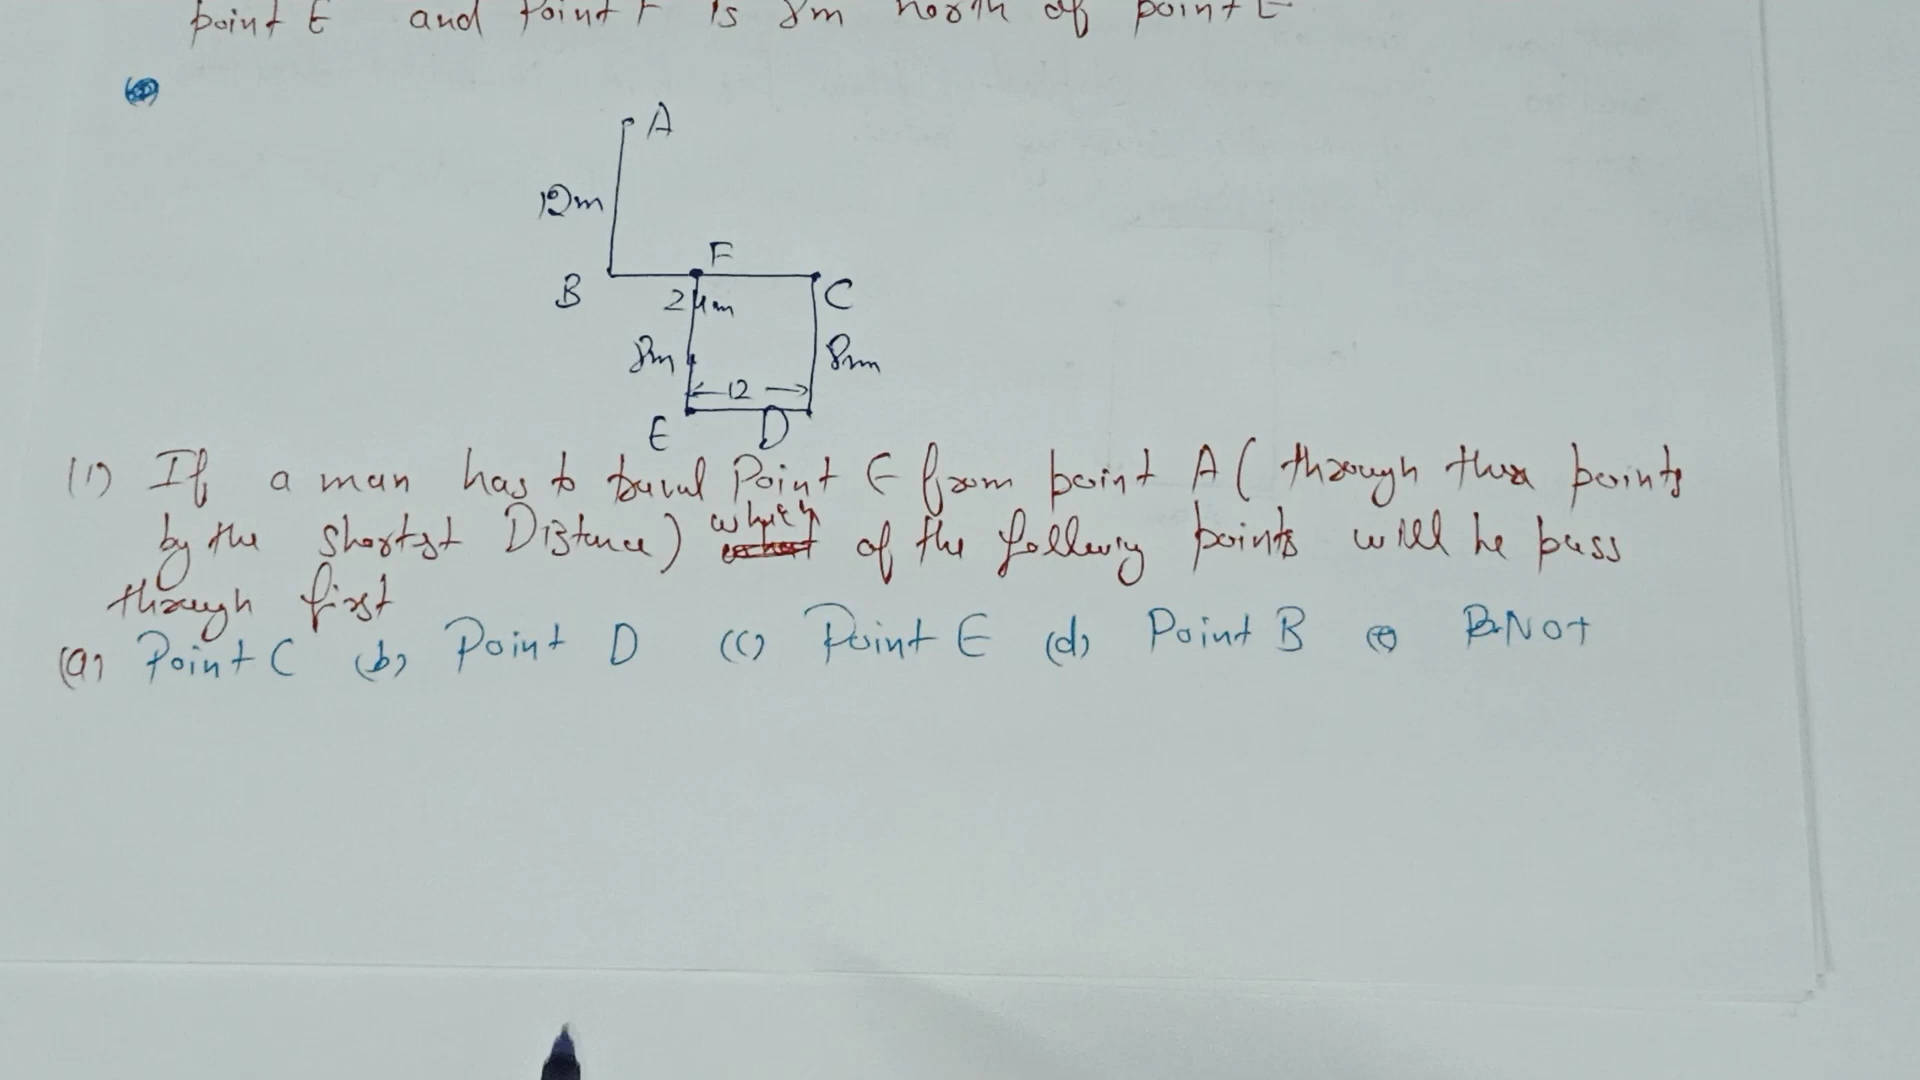 point E and Point F is 8m north of point E
A
12m
F
B 24m C
8m 8m
12
E D
(1) If a man has to travel Point E from point A ( through thes points
by the shortest Distance) which of the following points will he pass
through first
(a) Point C (b) Point D (c) Point E (d) Point B (e) Not